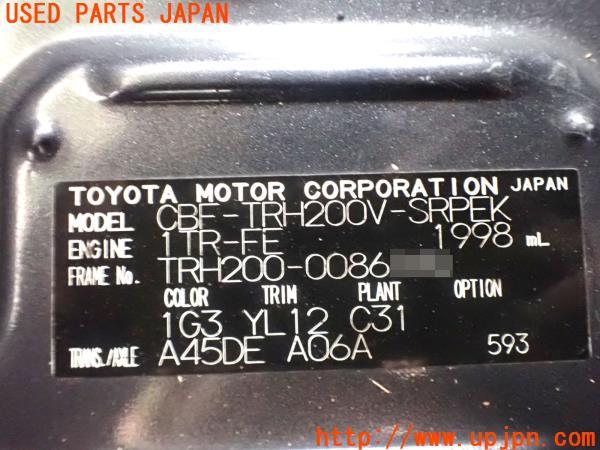 USED PARTS JAPAN
TOYOTA MOTOR CORPORATION JAPAN
MODEL CBF-TRH200V-SRPEK
ENGINE 1TR-FE 1998 mL
FRAME No. TRH200-0086
COLOR TRIM PLANT OPTION
1G3 YL12 C31
TRANS./AXLE A45DE A06A 593
UPJ
http://www.upjpn.com